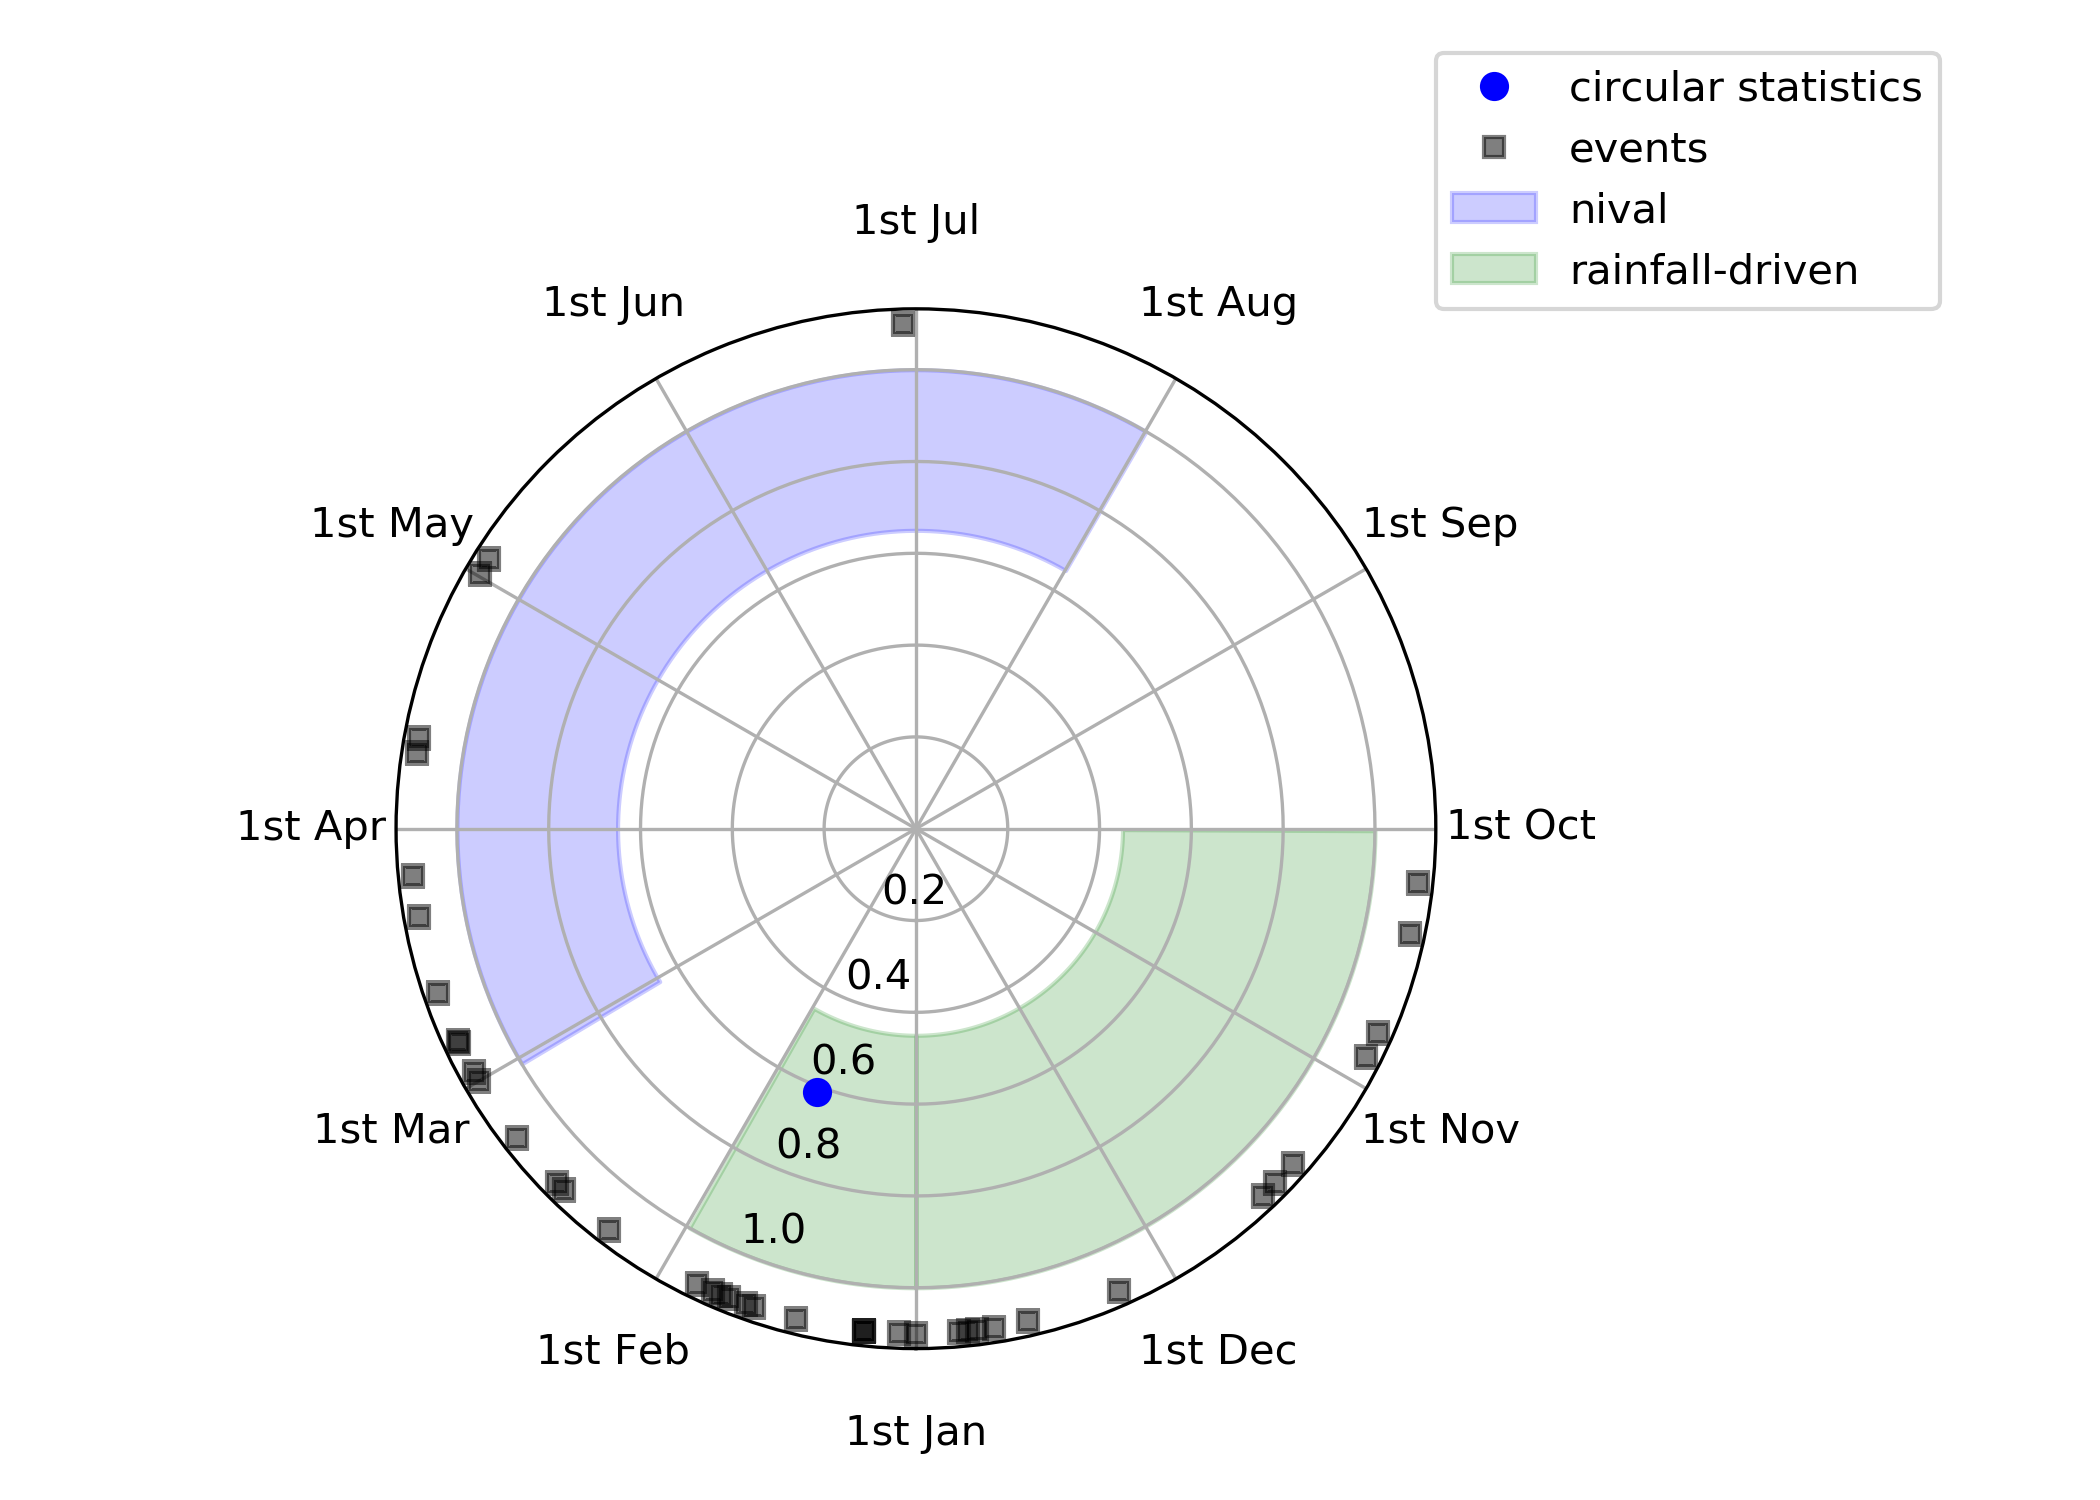 circular statistics
events
nival
rainfall-driven
1st Jul
1st Jun
1st Aug
1st May
1st Sep
1st Apr
1st Oct
0.2
0.4
0.6
0.8
1.0
1st Mar
1st Nov
1st Feb
1st Dec
1st Jan